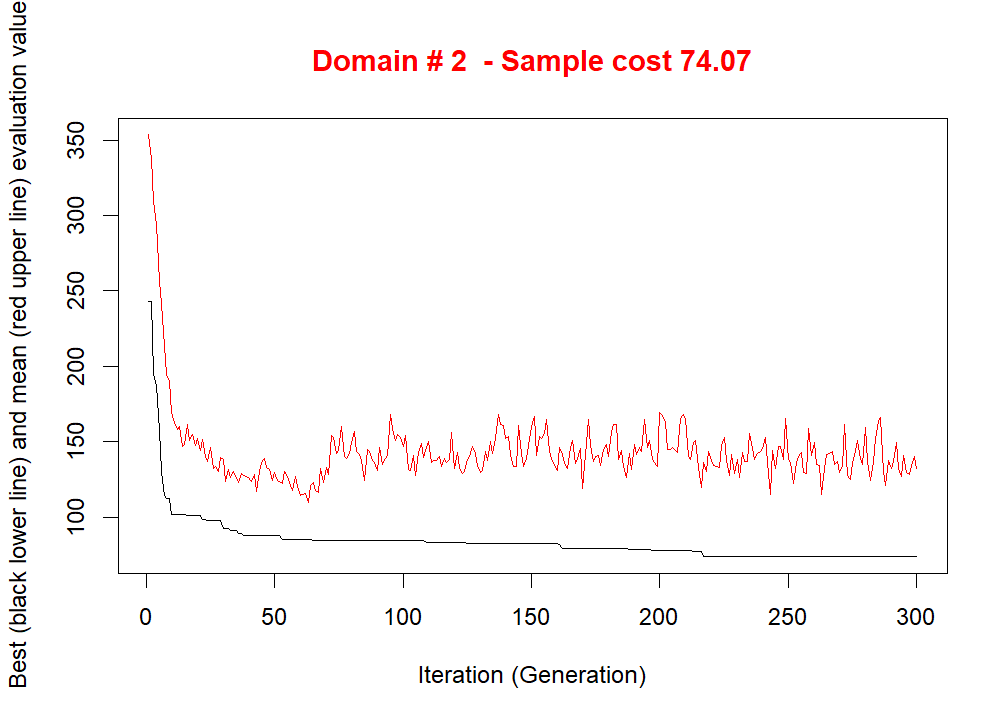 Domain # 2  - Sample cost 74.07
Best (black lower line) and mean (red upper line) evaluation value
350
300
250
200
150
100
0 50 100 150 200 250 300
Iteration (Generation)